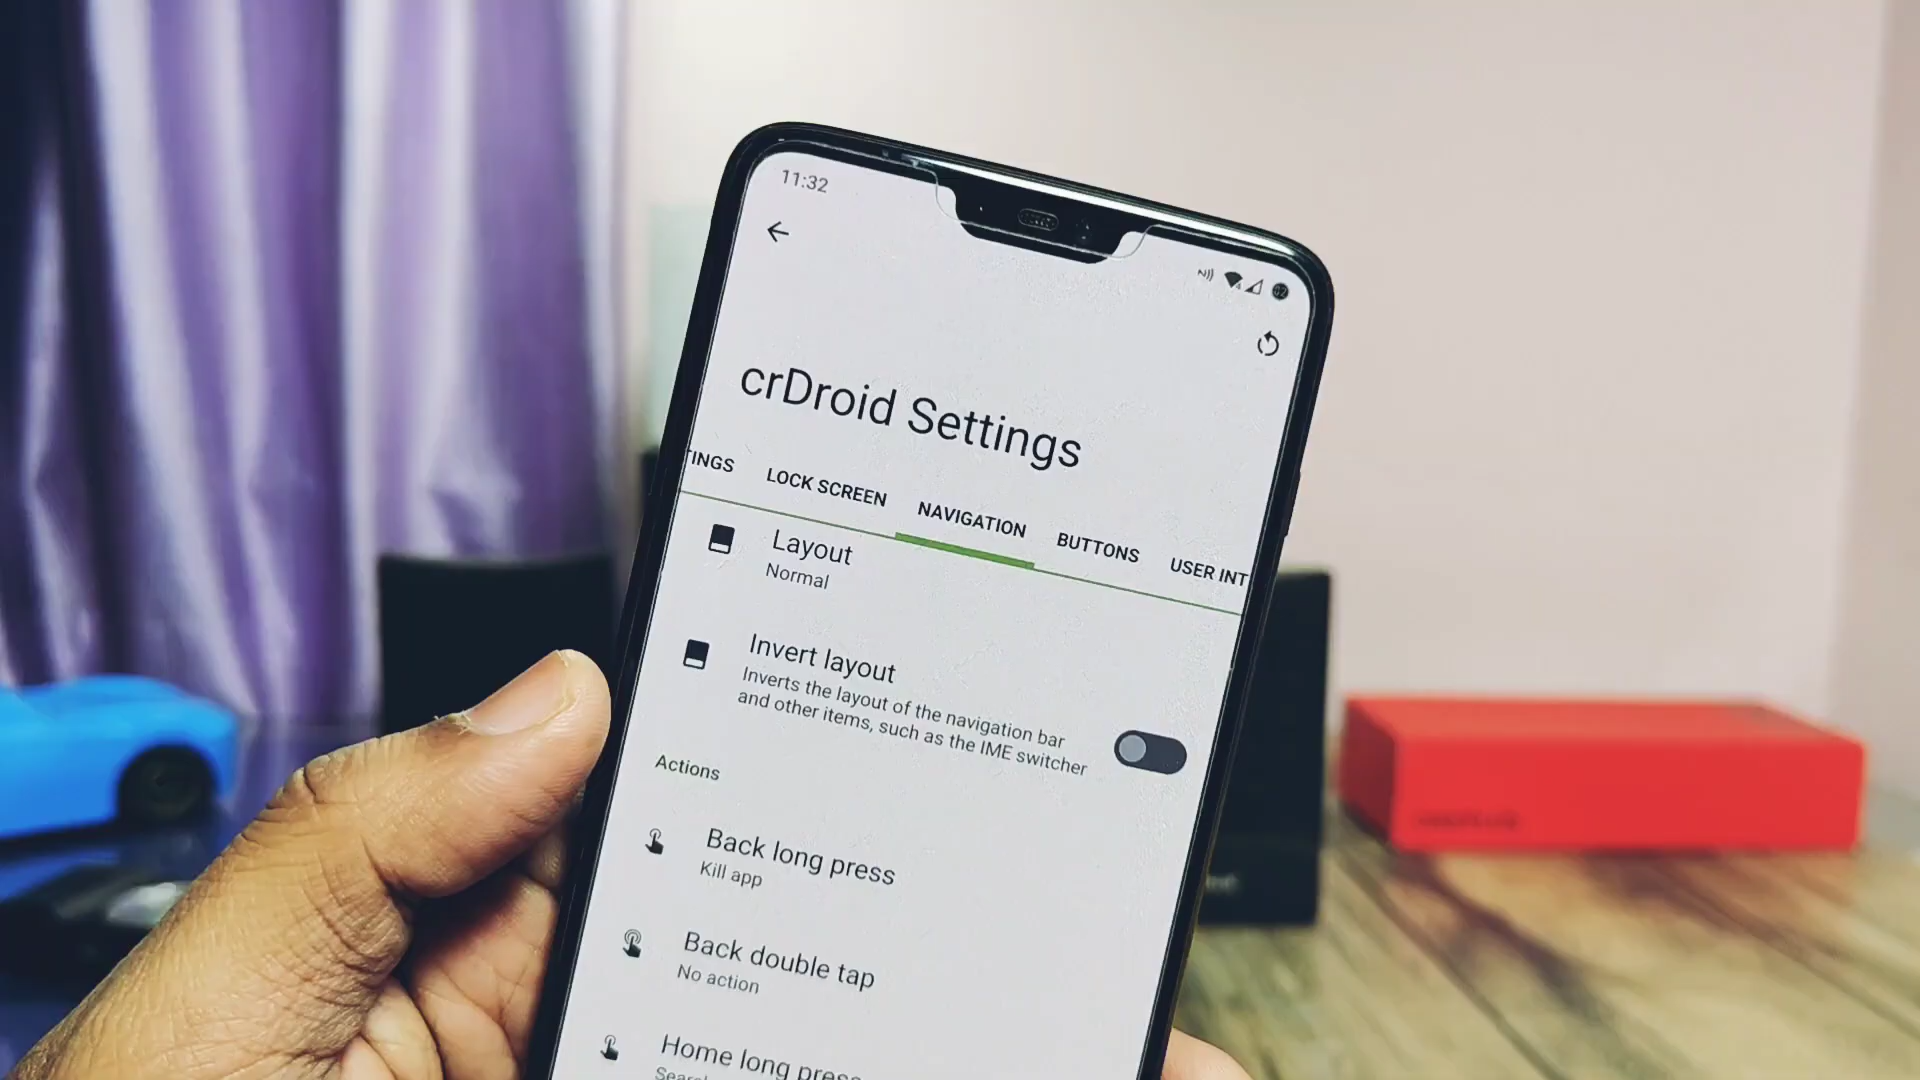 11:32
crDroid Settings
TINGS LOCK SCREEN NAVIGATION BUTTONS USER INT
Layout
Normal
Invert layout
Inverts the layout of the navigation bar
and other items, such as the IME switcher
Actions
Back long press
Kill app
Back double tap
No action
Home long press